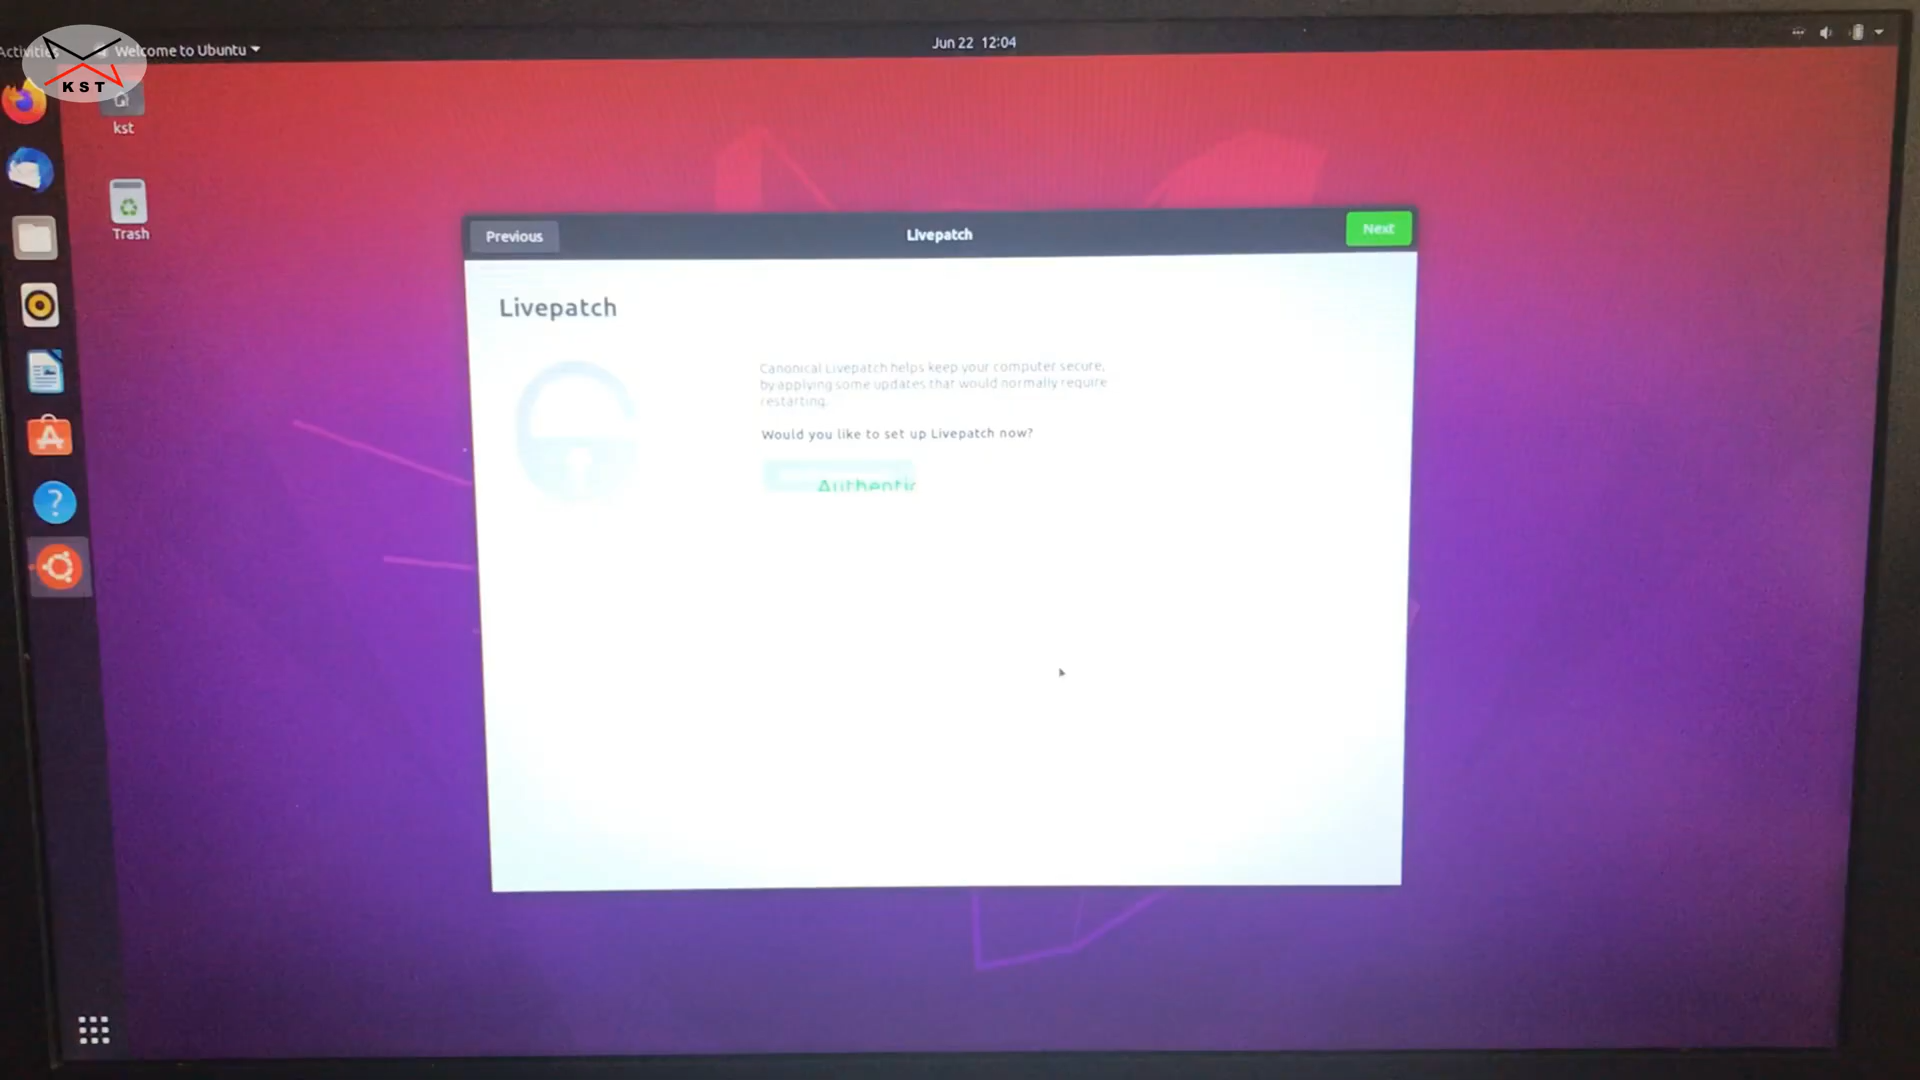 Activities
Welcome to Ubuntu
Jun 22 12:04
KST
kst
Trash
Previous
Livepatch
Next
Livepatch
Canonical Livepatch helps keep your computer secure,
by applying some updates that would normally require
restarting.
Would you like to set up Livepatch now?
Authentic